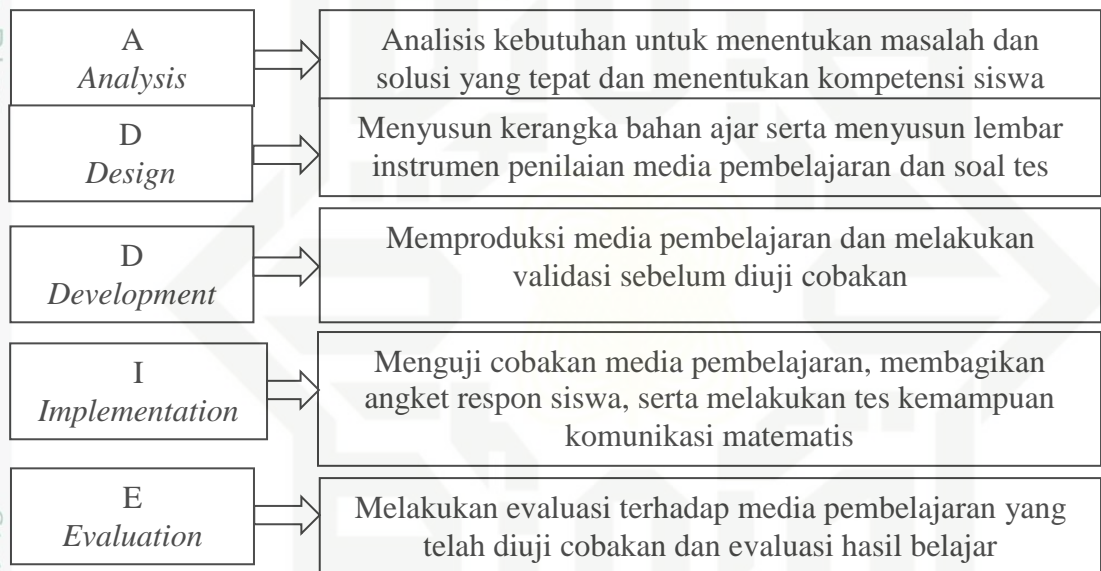 A
Analysis
Analisis kebutuhan untuk menentukan masalah dan
solusi yang tepat dan menentukan kompetensi siswa
D
Design
Menyusun kerangka bahan ajar serta menyusun lembar
instrumen penilaian media pembelajaran dan soal tes
D
Development
Memproduksi media pembelajaran dan melakukan
validasi sebelum diuji cobakan
I
Implementation
Menguji cobakan media pembelajaran, membagikan
angket respon siswa, serta melakukan tes kemampuan
komunikasi matematis
E
Evaluation
Melakukan evaluasi terhadap media pembelajaran yang
telah diuji cobakan dan evaluasi hasil belajar